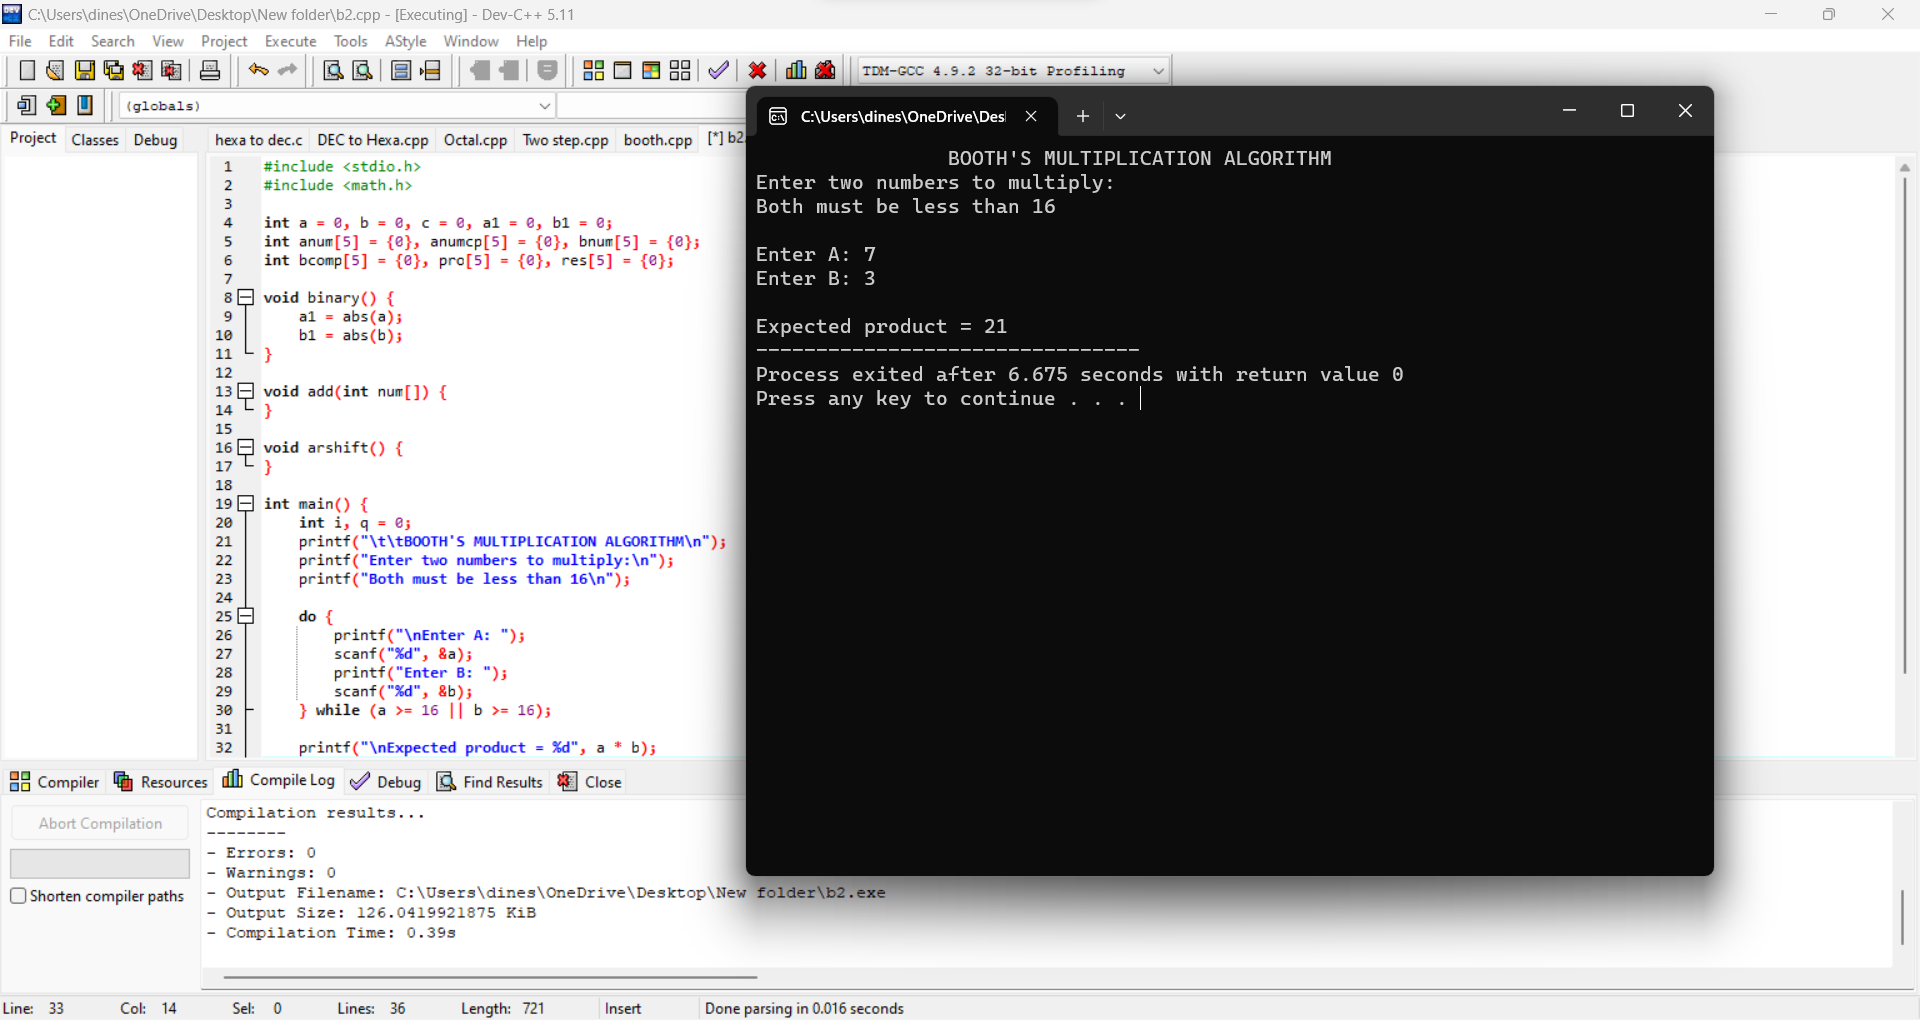 C:\Users\dines\OneDrive\Desktop\New folder\b2.cpp - [Executing] - Dev-C++ 5.11
File Edit Search View Project Execute Tools AStyle Window Help
TDM-GCC 4.9.2 32-bit Profiling
(globals)
Project Classes Debug
hexa to dec.c DEC to Hexa.cpp Octal.cpp Two step.cpp booth.cpp [*] b2.
1 #include <stdio.h>
2 #include <math.h>
3
4 int a = 0, b = 0, c = 0, a1 = 0, b1 = 0;
5 int anum[5] = {0}, anumcp[5] = {0}, bnum[5] = {0};
6 int bcomp[5] = {0}, pro[5] = {0}, res[5] = {0};
7
8 void binary() {
9 a1 = abs(a);
10 b1 = abs(b);
11 }
12
13 void add(int num[]) {
14 }
15
16 void arshift() {
17 }
18
19 int main() {
20 int i, q = 0;
21 printf("\t\tBOOTH'S MULTIPLICATION ALGORITHM\n");
22 printf("Enter two numbers to multiply:\n");
23 printf("Both must be less than 16\n");
24
25 do {
26 printf("\nEnter A: ");
27 scanf("%d", &a);
28 printf("Enter B: ");
29 scanf("%d", &b);
30 } while (a >= 16 || b >= 16);
31
32 printf("\nExpected product = %d", a * b);
C:\Users\dines\OneDrive\Des
BOOTH'S MULTIPLICATION ALGORITHM
Enter two numbers to multiply:
Both must be less than 16
Enter A: 7
Enter B: 3
Expected product = 21
--------------------------------
Process exited after 6.675 seconds with return value 0
Press any key to continue . . .
Compiler Resources Compile Log Debug Find Results Close
Abort Compilation
Shorten compiler paths
Compilation results...
--------
- Errors: 0
- Warnings: 0
- Output Filename: C:\Users\dines\OneDrive\Desktop\New folder\b2.exe
- Output Size: 126.0419921875 KiB
- Compilation Time: 0.39s
Line: 33 Col: 14 Sel: 0 Lines: 36 Length: 721 Insert Done parsing in 0.016 seconds